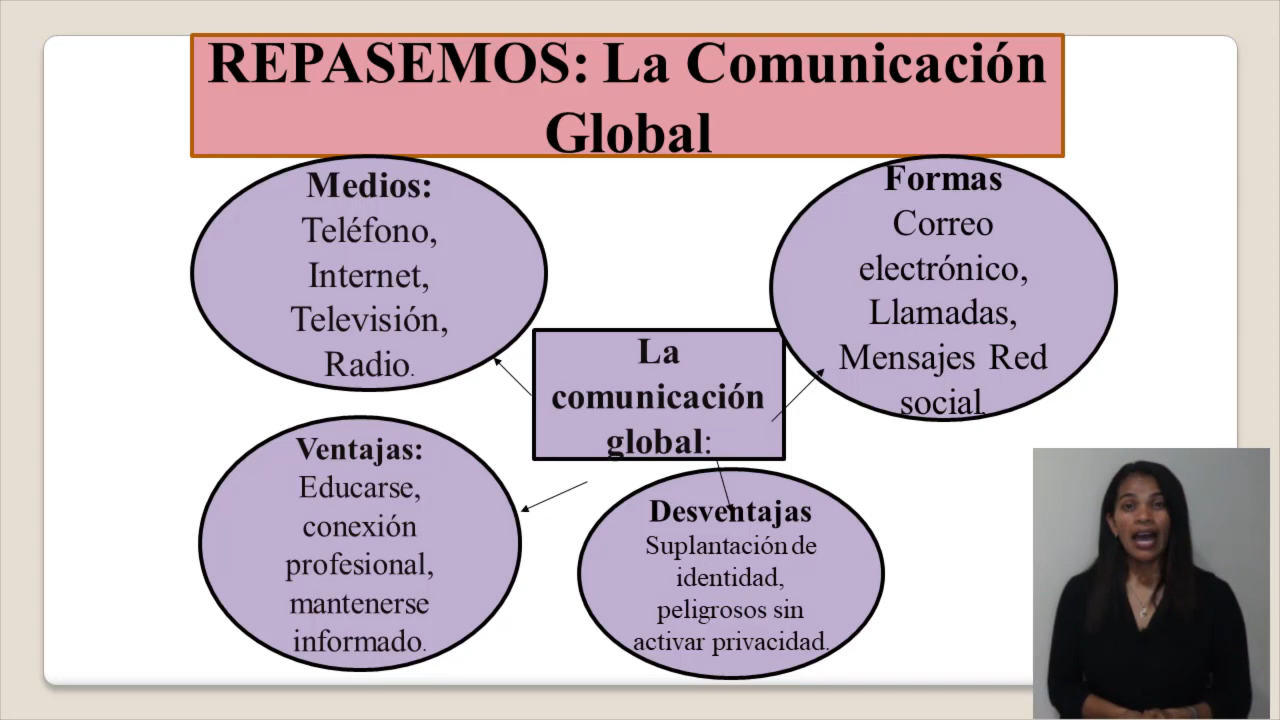 REPASEMOS: La Comunicación
Global
Medios:
Teléfono,
Internet,
Televisión,
Radio.
Formas
Correo
electrónico,
Llamadas,
Mensajes Red
social.
La
comunicación
global:
Ventajas:
Educarse,
conexión
profesional,
mantenerse
informado.
Desventajas
Suplantación de
identidad,
peligrosos sin
activar privacidad.